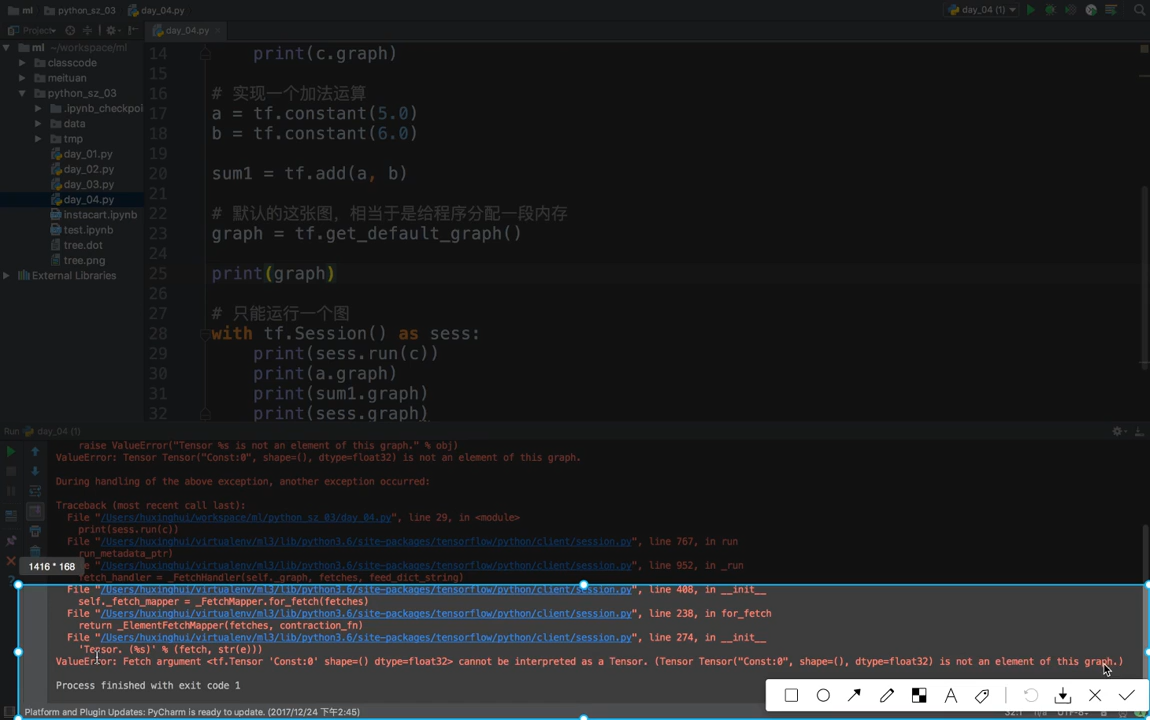 ml
python_sz_03
day_04.py
day_04 (1)
Project
day_04.py
ml ~/workspace/ml
classcode
meituan
python_sz_03
.ipynb_checkpoi
data
tmp
day_01.py
day_02.py
day_03.py
day_04.py
instacart.ipynb
test.ipynb
tree.dot
tree.png
External Libraries
14 print(c.graph)
15
16 # 实现一个加法运算
17 a = tf.constant(5.0)
18 b = tf.constant(6.0)
19
20 sum1 = tf.add(a, b)
21
22 # 默认的这张图，相当于是给程序分配一段内存
23 graph = tf.get_default_graph()
24
25 print(graph)
26
27 # 只能运行一个图
28 with tf.Session() as sess:
29 print(sess.run(c))
30 print(a.graph)
31 print(sum1.graph)
32 print(sess.graph)
Run day_04 (1)
raise ValueError("Tensor %s is not an element of this graph." % obj)
ValueError: Tensor Tensor("Const:0", shape=(), dtype=float32) is not an element of this graph.
During handling of the above exception, another exception occurred:
Traceback (most recent call last):
File "/Users/huxinghui/workspace/ml/python_sz_03/day_04.py", line 29, in <module>
print(sess.run(c))
File "/Users/huxinghui/virtualenv/ml3/lib/python3.6/site-packages/tensorflow/python/client/session.py", line 767, in run
run_metadata_ptr)
1416 * 168
/Users/huxinghui/virtualenv/ml3/lib/python3.6/site-packages/tensorflow/python/client/session.py", line 952, in _run
fetch_handler = _FetchHandler(self._graph, fetches, feed_dict_string)
File "/Users/huxinghui/virtualenv/ml3/lib/python3.6/site-packages/tensorflow/python/client/session.py", line 408, in __init__
self._fetch_mapper = _FetchMapper.for_fetch(fetches)
File "/Users/huxinghui/virtualenv/ml3/lib/python3.6/site-packages/tensorflow/python/client/session.py", line 238, in for_fetch
return _ElementFetchMapper(fetches, contraction_fn)
File "/Users/huxinghui/virtualenv/ml3/lib/python3.6/site-packages/tensorflow/python/client/session.py", line 274, in __init__
'Tensor. (%s)' % (fetch, str(e)))
ValueError: Fetch argument <tf.Tensor 'Const:0' shape=() dtype=float32> cannot be interpreted as a Tensor. (Tensor Tensor("Const:0", shape=(), dtype=float32) is not an element of this graph.)
Process finished with exit code 1
Platform and Plugin Updates: PyCharm is ready to update. (2017/12/24 下午2:45)